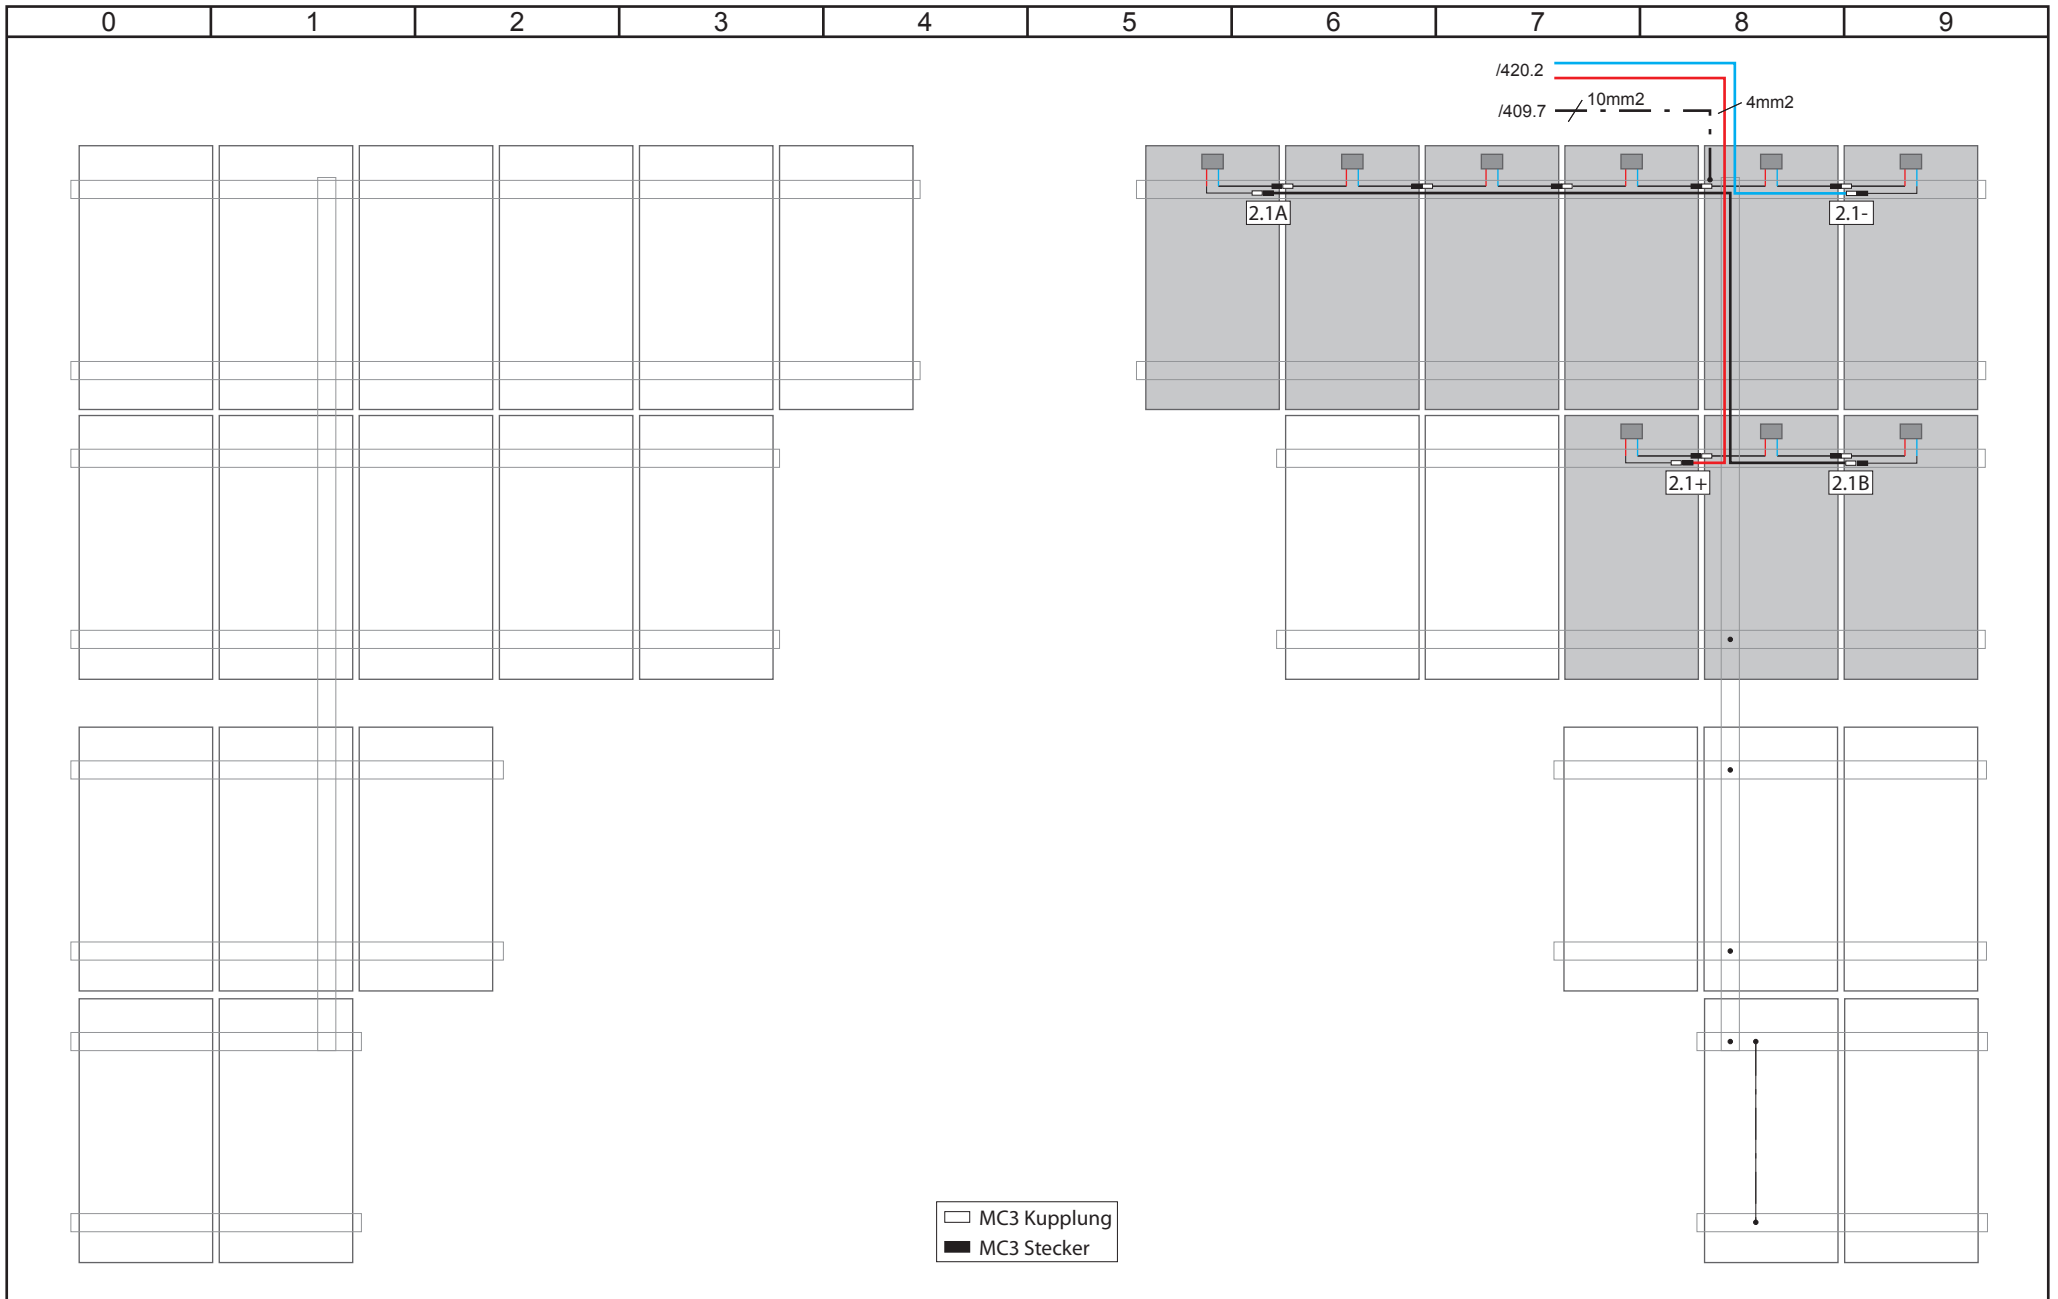 0 1 2 3 4 5 6 7 8 9
/420.2
/409.7 10mm2 4mm2
2.1A 2.1-
2.1+ 2.1B
MC3 Kupplung
MC3 Stecker